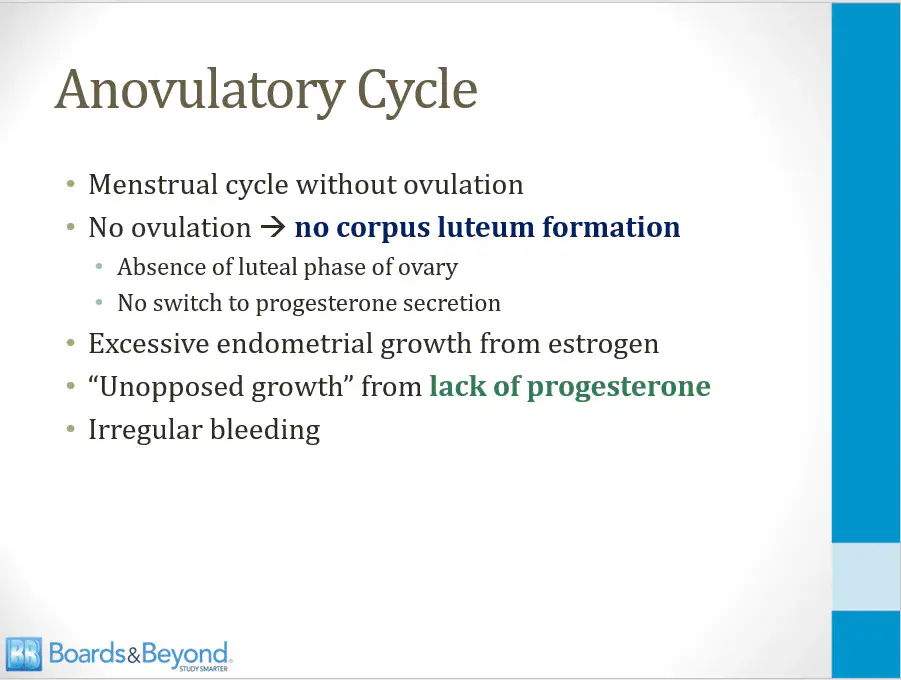 Anovulatory Cycle
• Menstrual cycle without ovulation
• No ovulation → no corpus luteum formation
• Absence of luteal phase of ovary
• No switch to progesterone secretion
• Excessive endometrial growth from estrogen
• “Unopposed growth” from lack of progesterone
• Irregular bleeding
BB Boards&Beyond.
STUDY SMARTER